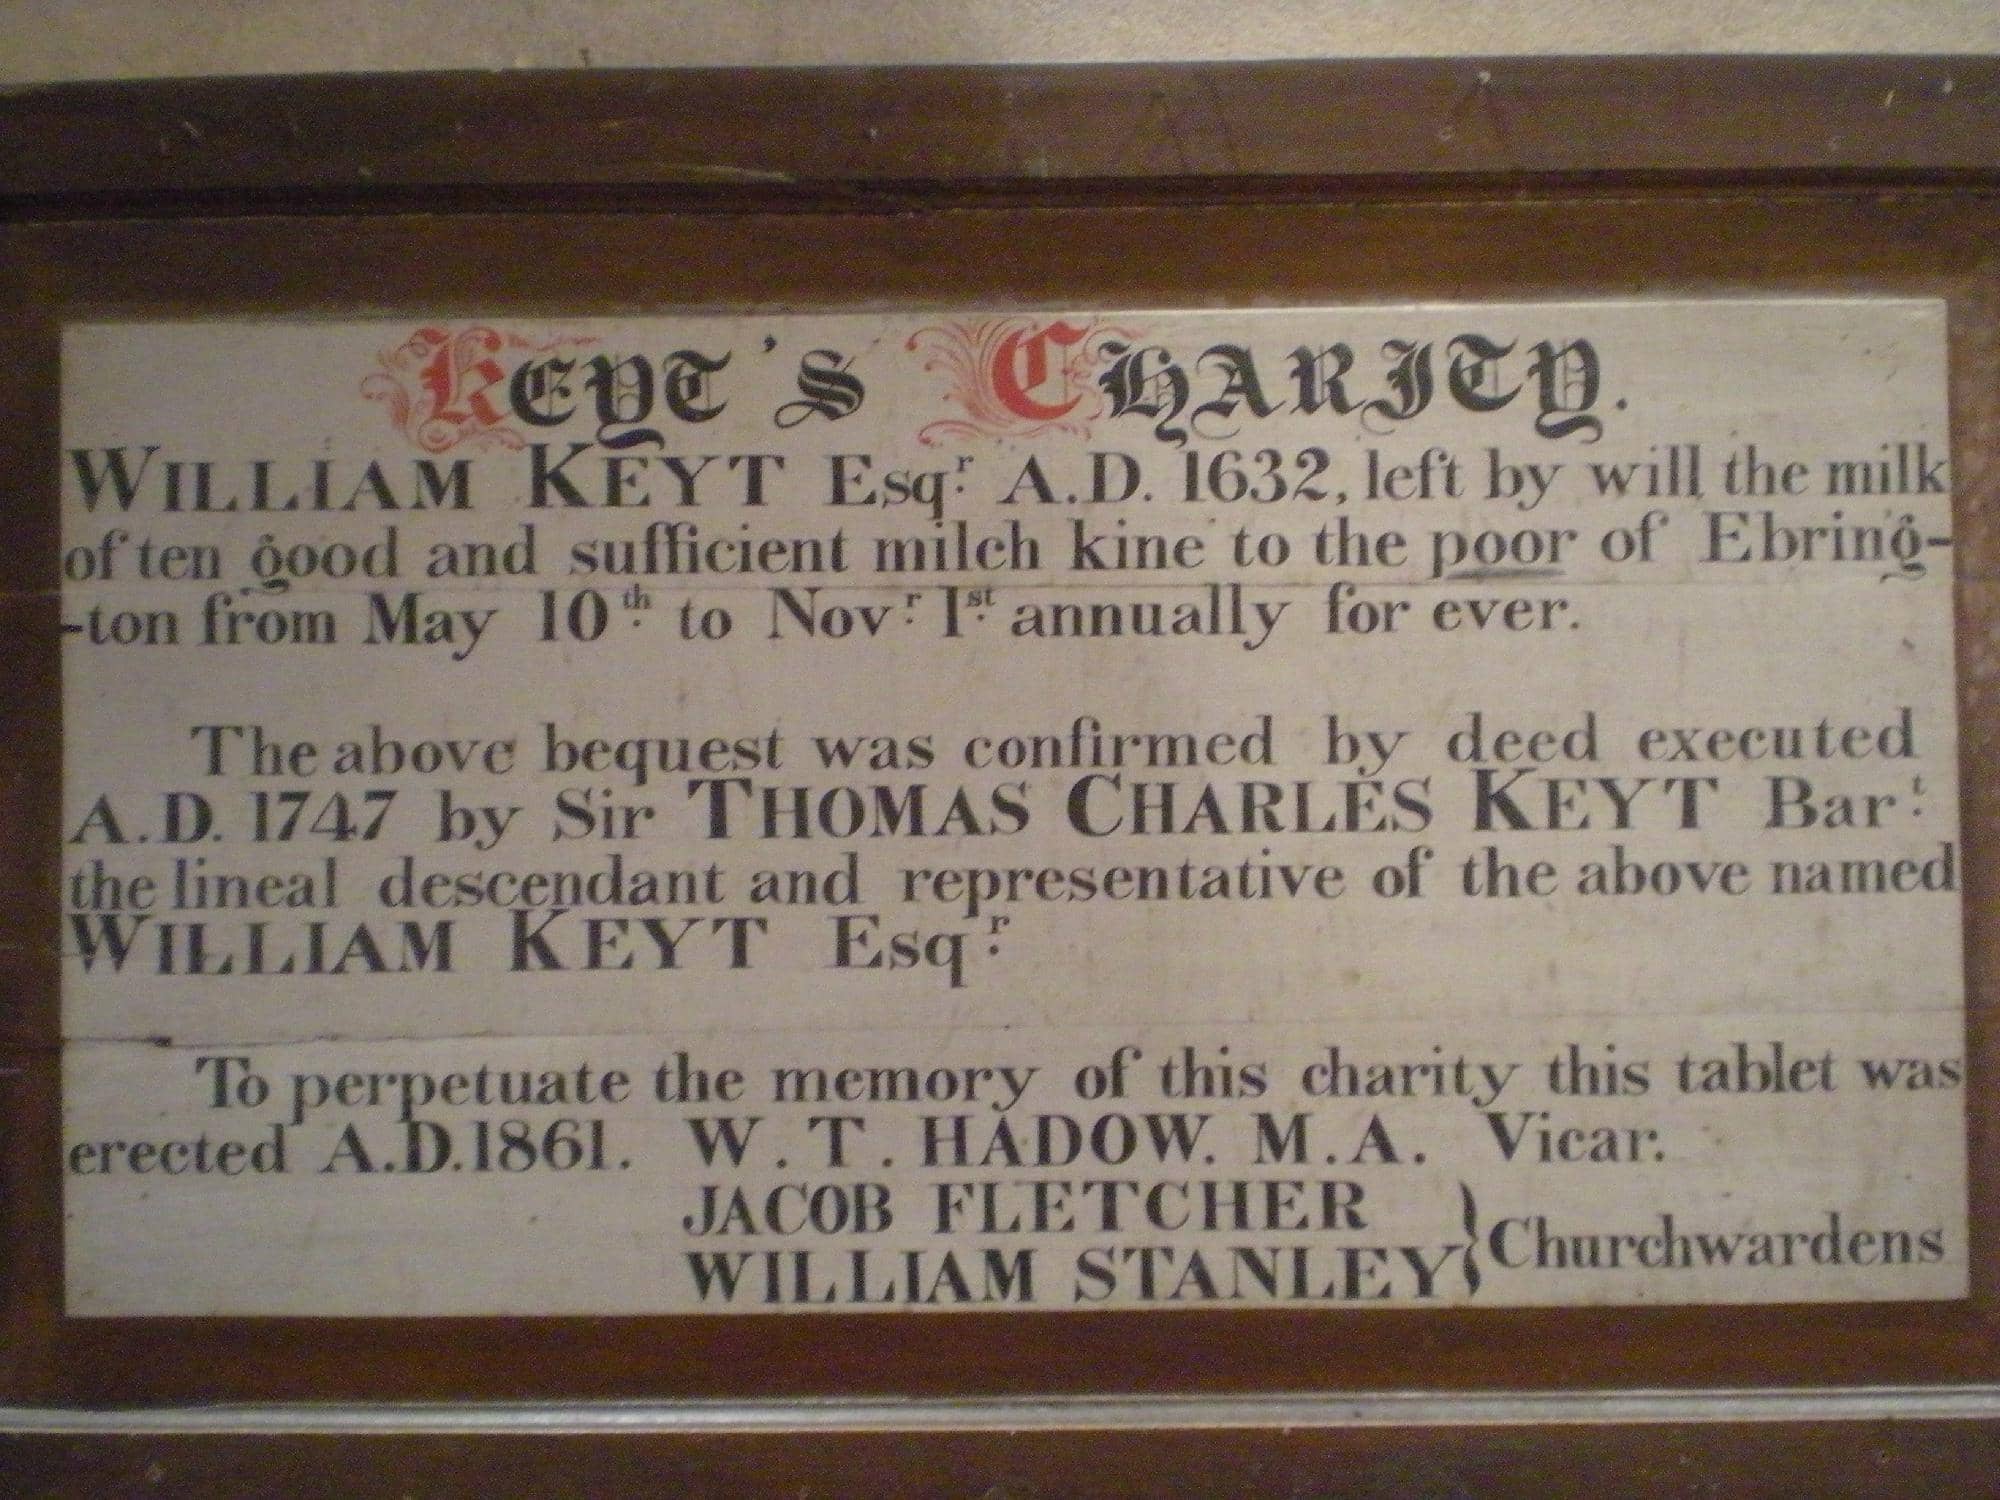 KEYT'S CHARITY.
WILLIAM KEYT Esqr. A.D. 1632, left by will the milk
of ten good and sufficient milch kine to the poor of Ebring-
-ton from May 10th. to Novr. 1st. annually for ever.
The above bequest was confirmed by deed executed
A.D. 1747 by Sir THOMAS CHARLES KEYT Bart.
the lineal descendant and representative of the above named
WILLIAM KEYT Esqr.
To perpetuate the memory of this charity this tablet was
erected A.D. 1861. W. T. HADOW. M.A. Vicar.
JACOB FLETCHER
WILLIAM STANLEY } Churchwardens